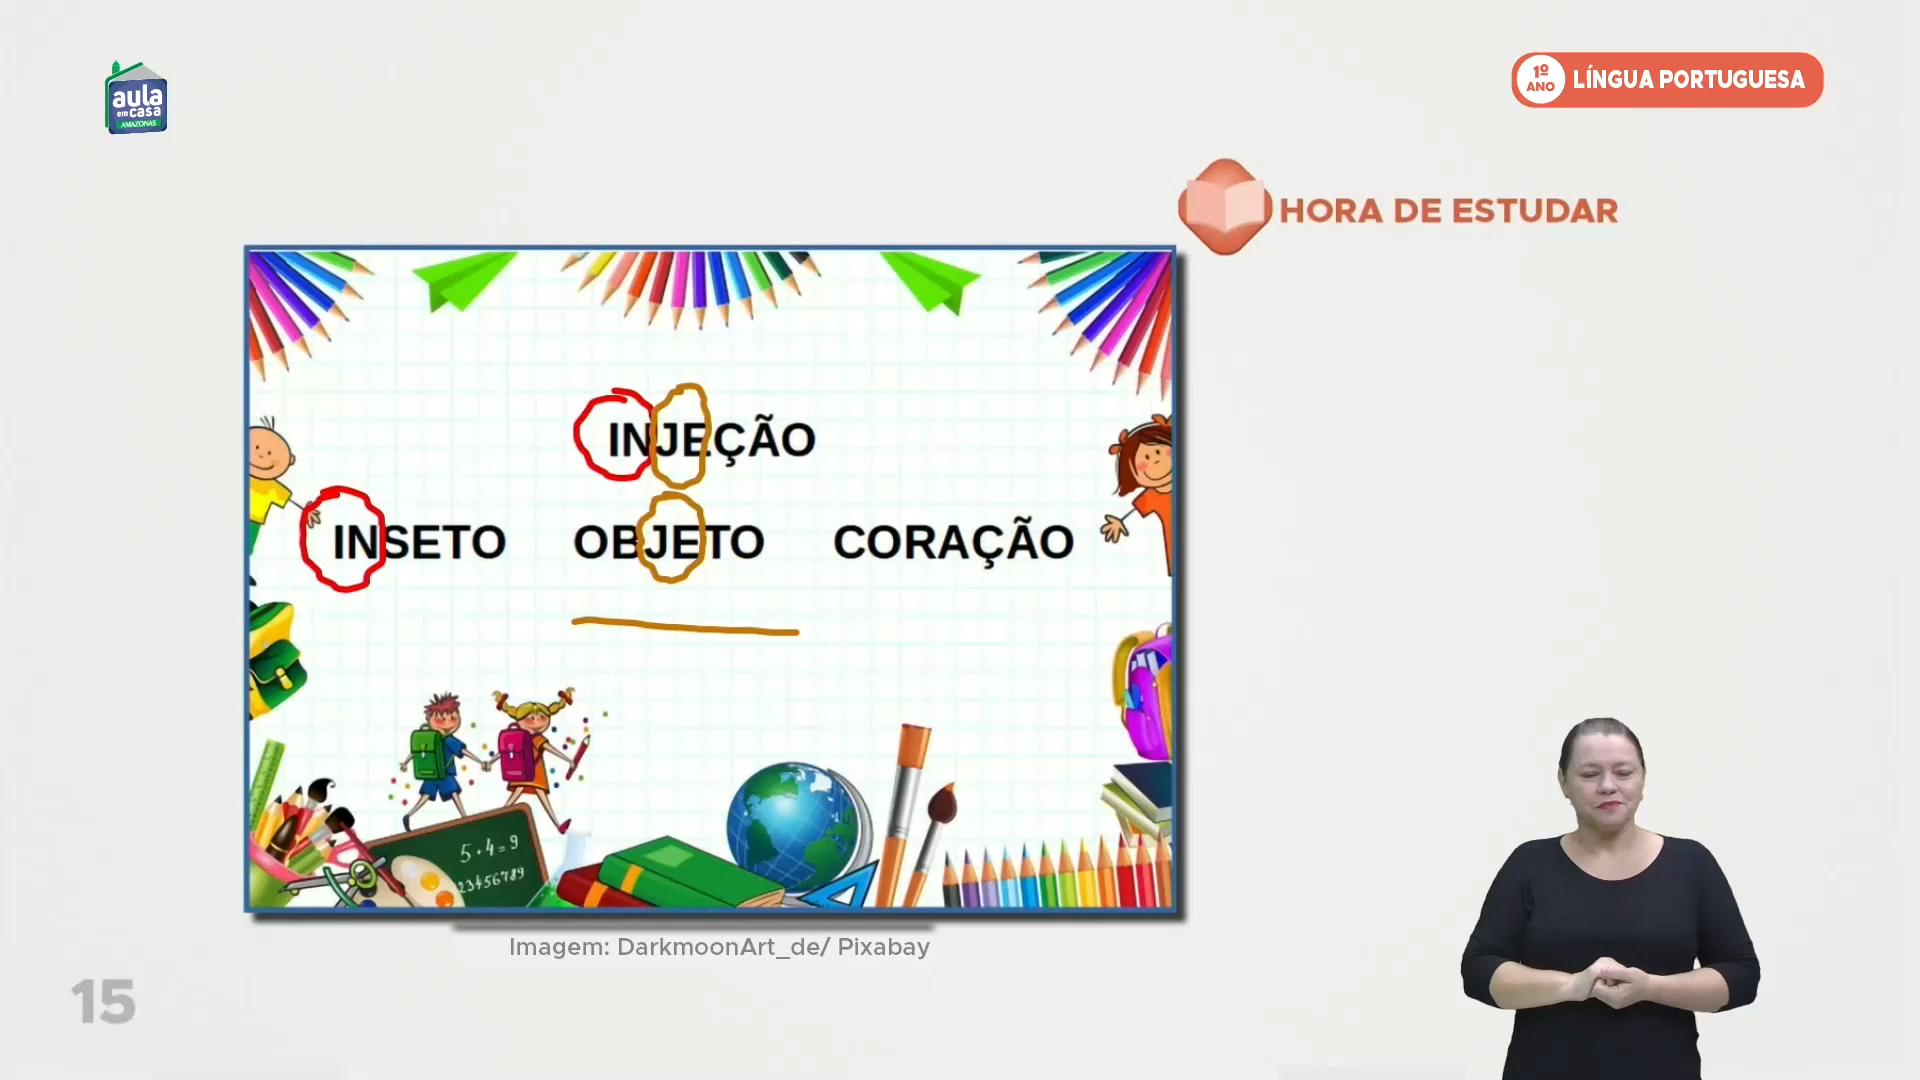 aula
em casa
AMAZONAS
1º
ANO
LÍNGUA PORTUGUESA
HORA DE ESTUDAR
INJEÇÃO
INSETO OBJETO CORAÇÃO
5·4=9
23456789
Imagem: DarkmoonArt_de/ Pixabay
15